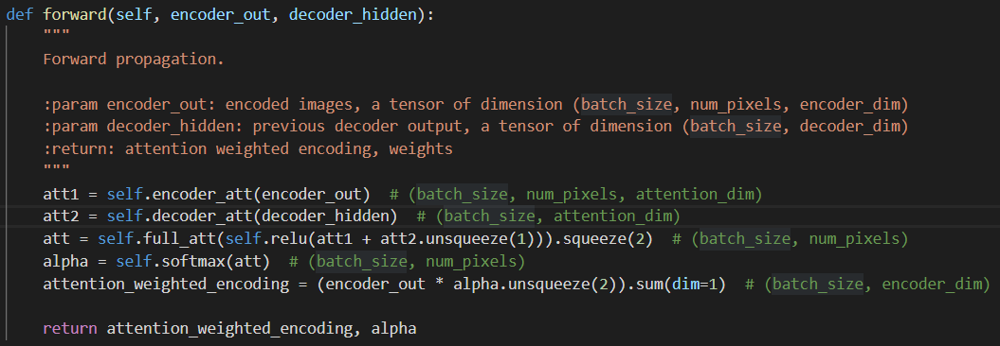 def forward(self, encoder_out, decoder_hidden):
    """
    Forward propagation.

    :param encoder_out: encoded images, a tensor of dimension (batch_size, num_pixels, encoder_dim)
    :param decoder_hidden: previous decoder output, a tensor of dimension (batch_size, decoder_dim)
    :return: attention weighted encoding, weights
    """
    att1 = self.encoder_att(encoder_out)  # (batch_size, num_pixels, attention_dim)
    att2 = self.decoder_att(decoder_hidden)  # (batch_size, attention_dim)
    att = self.full_att(self.relu(att1 + att2.unsqueeze(1))).squeeze(2)  # (batch_size, num_pixels)
    alpha = self.softmax(att)  # (batch_size, num_pixels)
    attention_weighted_encoding = (encoder_out * alpha.unsqueeze(2)).sum(dim=1)  # (batch_size, encoder_dim)

    return attention_weighted_encoding, alpha